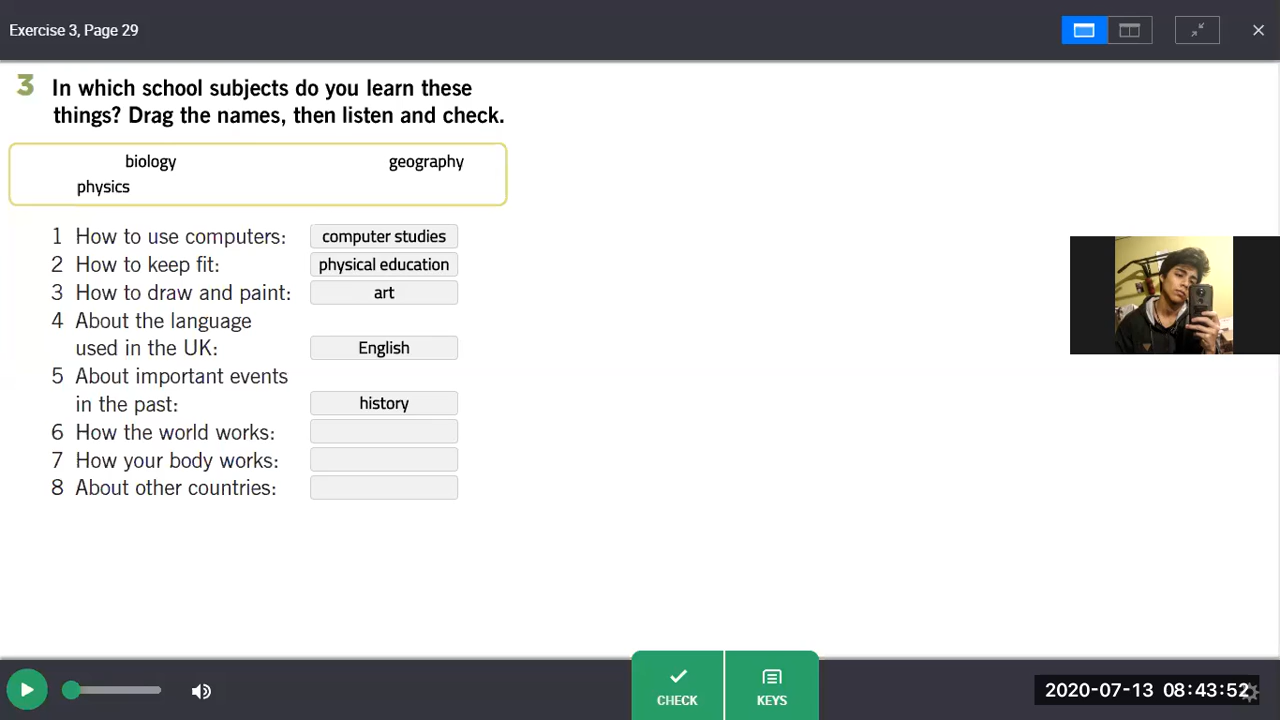 Exercise 3, Page 29
3 In which school subjects do you learn these
things? Drag the names, then listen and check.
biology geography
physics
1 How to use computers: computer studies
2 How to keep fit: physical education
3 How to draw and paint: art
4 About the language
used in the UK: English
5 About important events
in the past: history
6 How the world works:
7 How your body works:
8 About other countries:
CHECK KEYS
2020-07-13 08:43:52